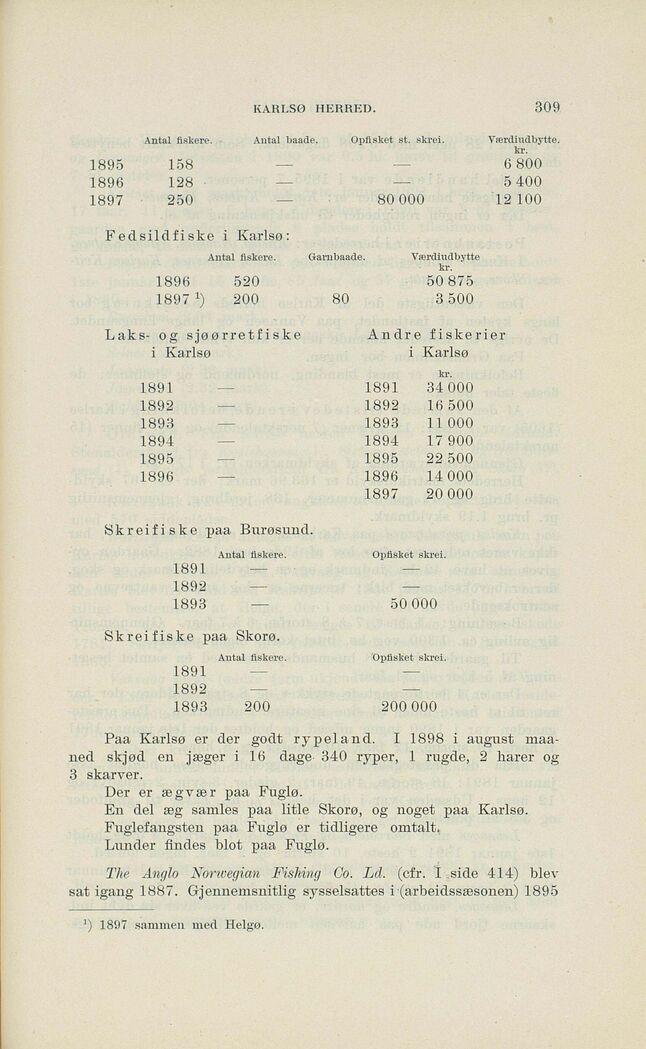 KARLSØ HERRED. 309
Antal fiskere. Antal baade. Opfisket st. skrei. Værdiudbytte.
kr.
1895 158 — — 6 800
1896 128 — — 5 400
1897 250 — 80 000 12 100
Fedsildfiske i Karlsø:
Antal fiskere. Garnbaade. Værdiudbytte
kr.
1896 520 50 875
1897 ¹) 200 80 3 500
Laks- og sjøørretfiske Andre fiskerier
i Karlsø i Karlsø
kr.
1891 — 1891 34 000
1892 — 1892 16 500
1893 — 1893 11 000
1894 — 1894 17 900
1895 — 1895 22 500
1896 — 1896 14 000
1897 20 000
Skreifiske paa Burøsund.
Antal fiskere. Opfisket skrei.
1891 — —
1892 — —
1893 — 50 000
Skreifiske paa Skorø.
Antal fiskere. Opfisket skrei.
1891 — —
1892 — —
1893 200 200 000
Paa Karlsø er der godt rypeland. I 1898 i august maa-
ned skjød en jæger i 16 dage 340 ryper, 1 rugde, 2 harer og
3 skarver.
Der er ægvær paa Fuglø.
En del æg samles paa litle Skorø, og noget paa Karlsø.
Fuglefangsten paa Fuglø er tidligere omtalt.
Lunder findes blot paa Fuglø.
The Anglo Norwegian Fishing Co. Ld. (cfr. I side 414) blev
sat igang 1887. Gjennemsnitlig sysselsattes i (arbeidssæsonen) 1895
¹) 1897 sammen med Helgø.